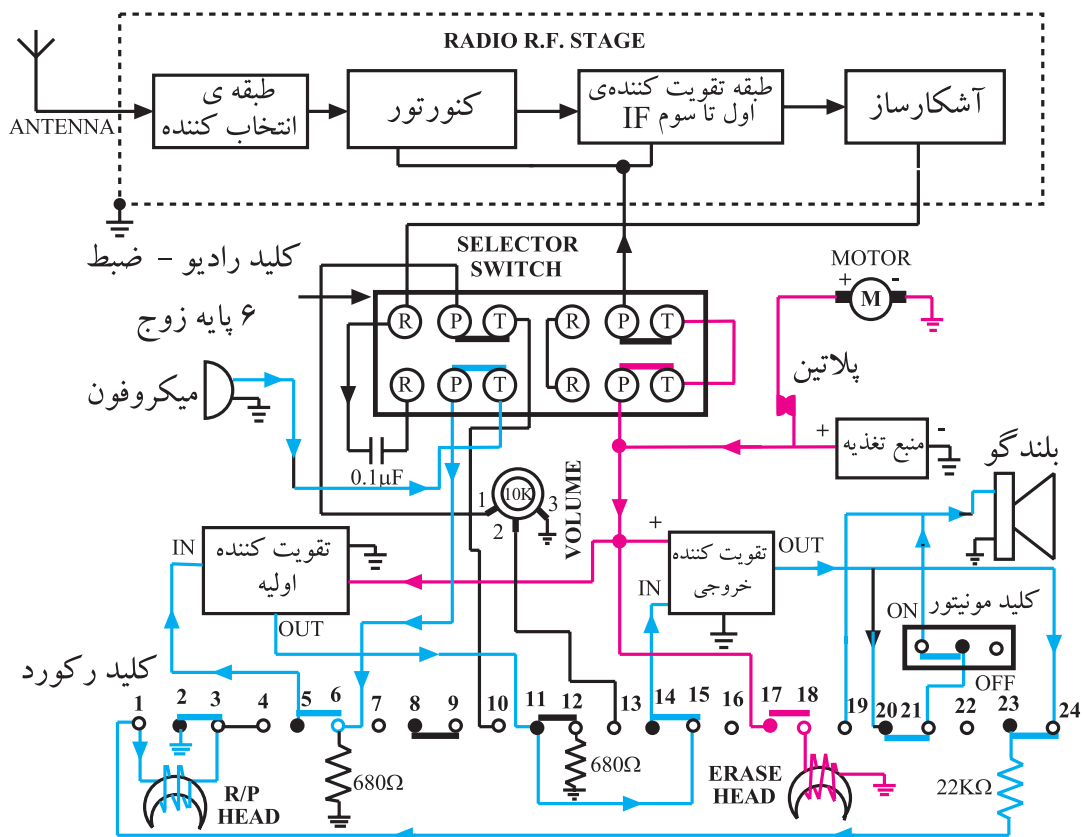 RADIO R.F. STAGE
ANTENNA
طبقه ی
انتخاب کننده
کنورتور
طبقه تقویت کننده‌ی
اول تا سوم IF
آشکارساز
کلید رادیو - ضبط
۶ پایه زوج
SELECTOR
SWITCH
R P T R P T
R P T R P T
MOTOR
+ -
M
پلاتین
میکروفون
0.1µF
+ -
منبع تغذیه
بلندگو
1 2 3
10K
VOLUME
IN
تقویت کننده
اولیه
OUT
+
تقویت کننده
خروجی
IN
OUT
کلید مونیتور
ON
OFF
کلید رکورد
1 2 3 4 5 6 7 8 9 10 11 12 13 14 15 16 17 18 19 20 21 22 23 24
R/P
HEAD
680Ω
680Ω
ERASE
HEAD
22KΩ